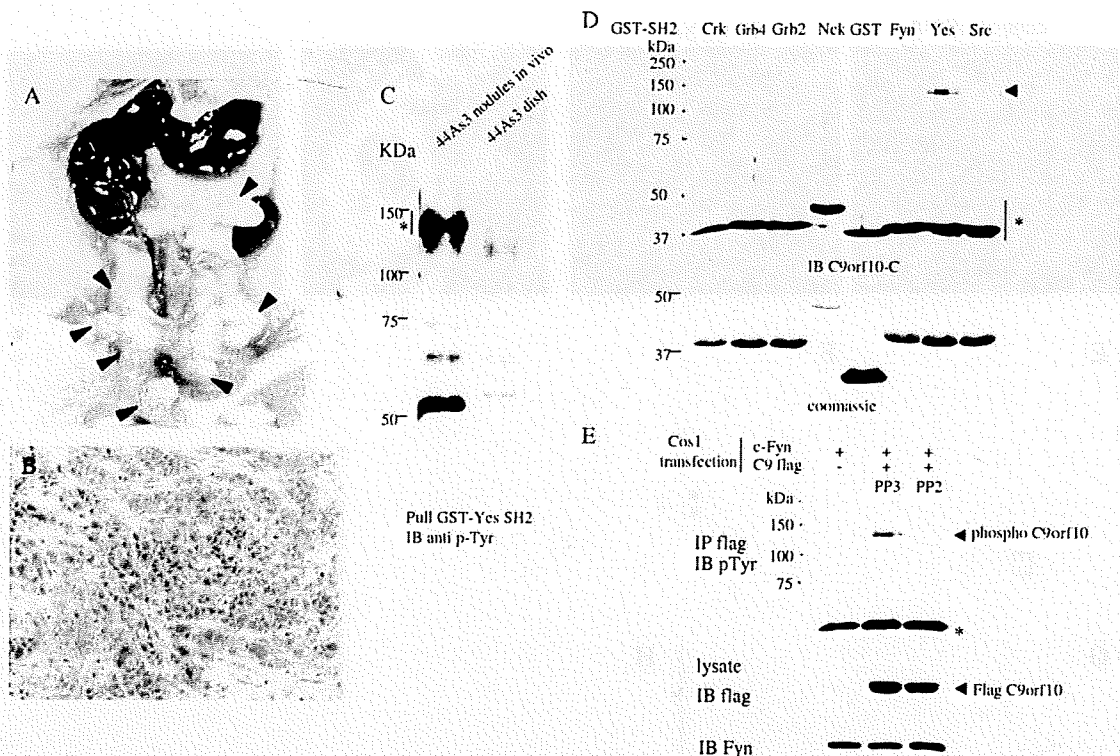 A
B
C
44As3 nodules in vivo
44As3 dish
KDa
150
*
100
75
50
Pull GST-Yes SH2
IB anti p-Tyr
D
GST-SH2 Crk Grb4 Grb2 Nck GST Fyn Yes Src
kDa
250
150
100
75
50
37
*
IB C9orf10-C
50
37
coomassie
E
Cos1
transfection
c-Fyn + + +
C9 flag - + +
PP3 PP2
kDa
150
100
75
IP flag
IB pTyr
phospho C9orf10
*
lysate
IB flag
Flag C9orf10
IB Fyn